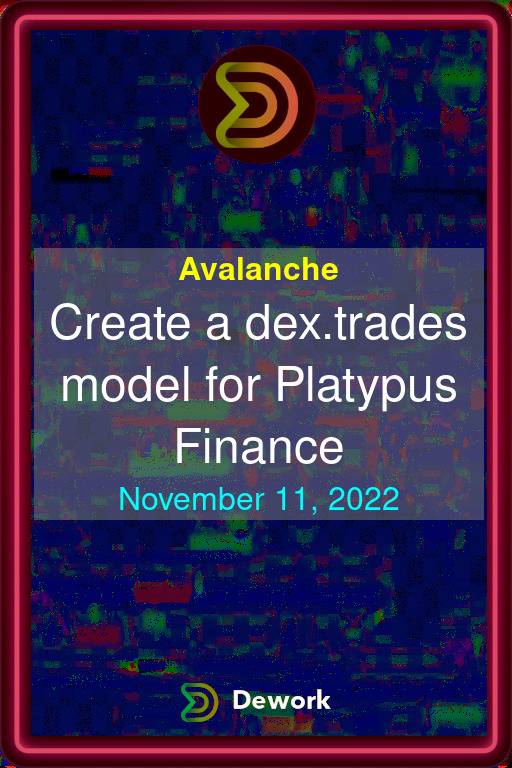 Avalanche
Create a dex.trades
model for Platypus
Finance
November 11, 2022
Dework